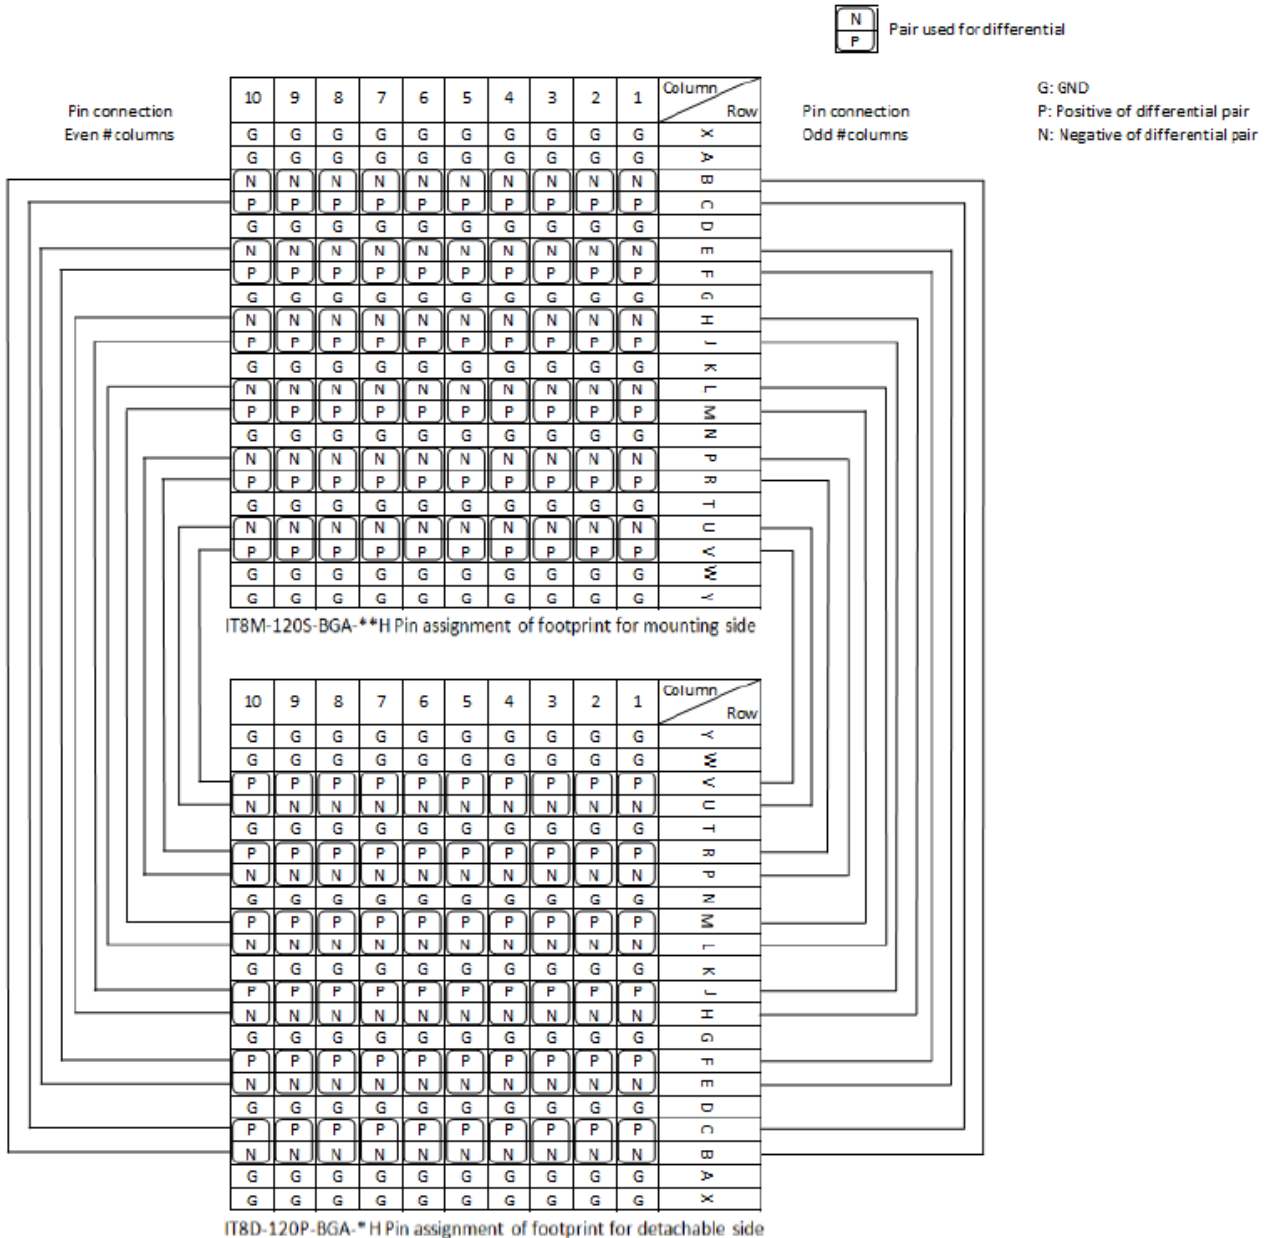 N
P
Pair used for differential
G: GND
P: Positive of differential pair
N: Negative of differential pair
Pin connection
Even # columns
Pin connection
Odd # columns
10 9 8 7 6 5 4 3 2 1 Column Row
G G G G G G G G G G X
G G G G G G G G G G A
N N N N N N N N N N B
P P P P P P P P P P C
G G G G G G G G G G D
N N N N N N N N N N E
P P P P P P P P P P F
G G G G G G G G G G G
N N N N N N N N N N H
P P P P P P P P P P J
G G G G G G G G G G K
N N N N N N N N N N L
P P P P P P P P P P M
G G G G G G G G G G N
N N N N N N N N N N P
P P P P P P P P P P R
G G G G G G G G G G T
N N N N N N N N N N U
P P P P P P P P P P V
G G G G G G G G G G W
G G G G G G G G G G Y
IT8M-120S-BGA-**H Pin assignment of footprint for mounting side
10 9 8 7 6 5 4 3 2 1 Column Row
G G G G G G G G G G Y
G G G G G G G G G G W
P P P P P P P P P P V
N N N N N N N N N N U
G G G G G G G G G G T
P P P P P P P P P P R
N N N N N N N N N N P
G G G G G G G G G G N
P P P P P P P P P P M
N N N N N N N N N N L
G G G G G G G G G G K
P P P P P P P P P P J
N N N N N N N N N N H
G G G G G G G G G G G
P P P P P P P P P P F
N N N N N N N N N N E
G G G G G G G G G G D
P P P P P P P P P P C
N N N N N N N N N N B
G G G G G G G G G G A
G G G G G G G G G G X
IT8D-120P-BGA-*H Pin assignment of footprint for detachable side